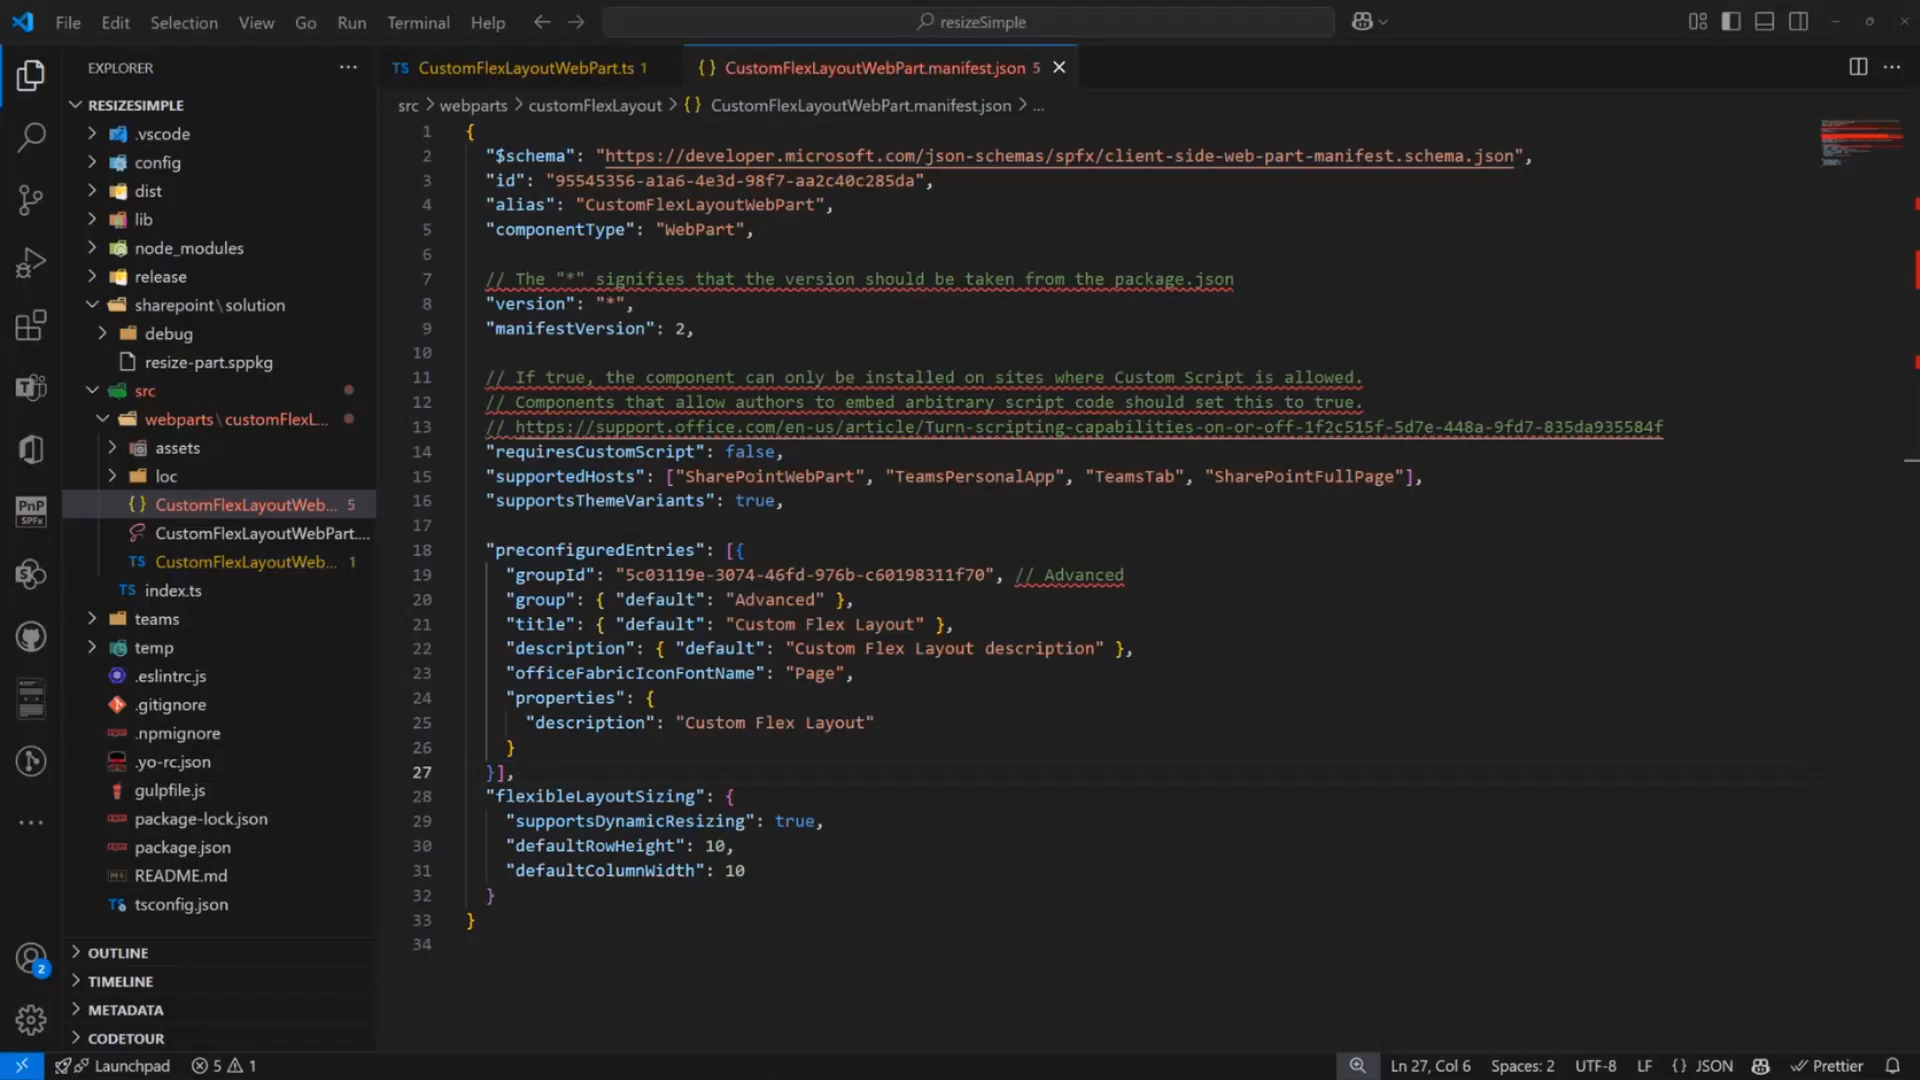 File Edit Selection View Go Run Terminal Help
resizeSimple
EXPLORER
RESIZESIMPLE
.vscode
config
dist
lib
node_modules
release
sharepoint\solution
debug
resize-part.sppkg
src
webparts\customFlexL...
assets
loc
{} CustomFlexLayoutWeb... 5
CustomFlexLayoutWebPart....
TS CustomFlexLayoutWeb... 1
TS index.ts
teams
temp
.eslintrc.js
.gitignore
.npmignore
.yo-rc.json
gulpfile.js
package-lock.json
package.json
README.md
tsconfig.json
OUTLINE
TIMELINE
METADATA
CODETOUR
PnP
SPFx
2
TS CustomFlexLayoutWebPart.ts 1
{} CustomFlexLayoutWebPart.manifest.json 5
src > webparts > customFlexLayout > {} CustomFlexLayoutWebPart.manifest.json > ...
1 {
2 "$schema": "https://developer.microsoft.com/json-schemas/spfx/client-side-web-part-manifest.schema.json",
3 "id": "95545356-a1a6-4e3d-98f7-aa2c40c285da",
4 "alias": "CustomFlexLayoutWebPart",
5 "componentType": "WebPart",
6
7 // The "*" signifies that the version should be taken from the package.json
8 "version": "*",
9 "manifestVersion": 2,
10
11 // If true, the component can only be installed on sites where Custom Script is allowed.
12 // Components that allow authors to embed arbitrary script code should set this to true.
13 // https://support.office.com/en-us/article/Turn-scripting-capabilities-on-or-off-1f2c515f-5d7e-448a-9fd7-835da935584f
14 "requiresCustomScript": false,
15 "supportedHosts": ["SharePointWebPart", "TeamsPersonalApp", "TeamsTab", "SharePointFullPage"],
16 "supportsThemeVariants": true,
17
18 "preconfiguredEntries": [{
19 "groupId": "5c03119e-3074-46fd-976b-c60198311f70", // Advanced
20 "group": { "default": "Advanced" },
21 "title": { "default": "Custom Flex Layout" },
22 "description": { "default": "Custom Flex Layout description" },
23 "officeFabricIconFontName": "Page",
24 "properties": {
25 "description": "Custom Flex Layout"
26 }
27 }],
28 "flexibleLayoutSizing": {
29 "supportsDynamicResizing": true,
30 "defaultRowHeight": 10,
31 "defaultColumnWidth": 10
32 }
33 }
34
Launchpad 5 1
Ln 27, Col 6 Spaces: 2 UTF-8 LF {} JSON Prettier